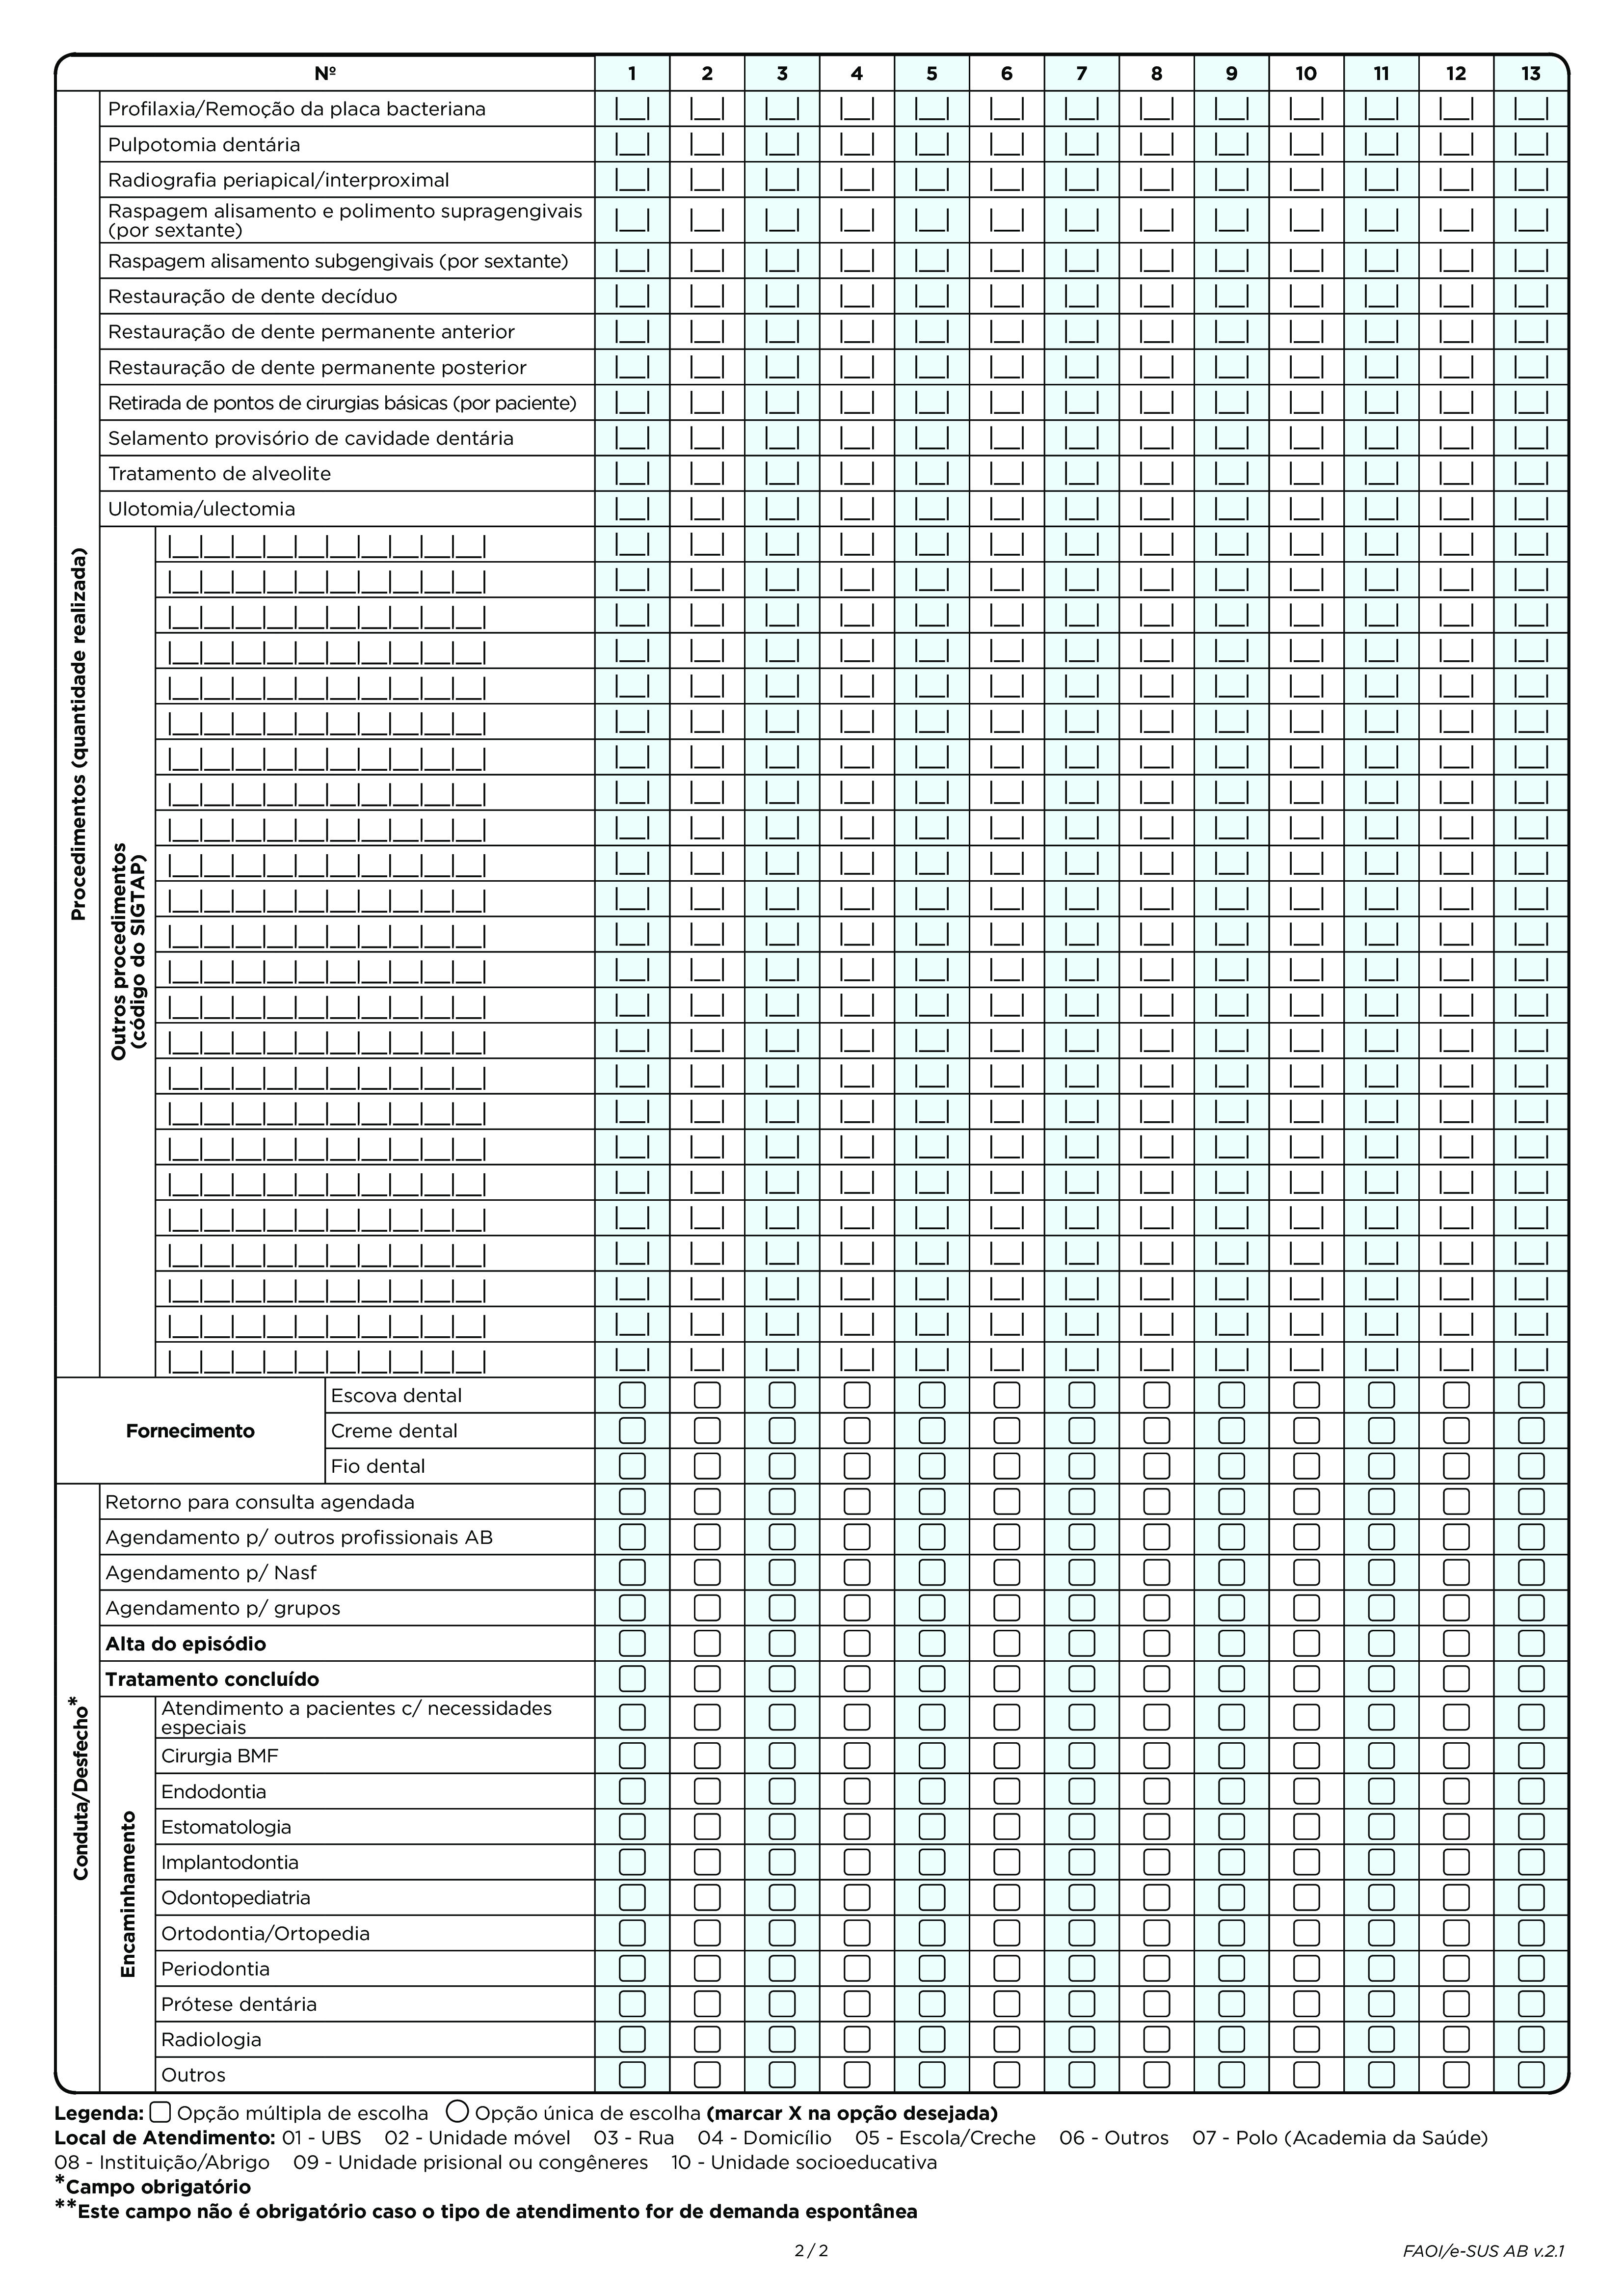 Nº 1 2 3 4 5 6 7 8 9 10 11 12 13
Procedimentos (quantidade realizada)
Profilaxia/Remoção da placa bacteriana
Pulpotomia dentária
Radiografia periapical/interproximal
Raspagem alisamento e polimento supragengivais
(por sextante)
Raspagem alisamento subgengivais (por sextante)
Restauração de dente decíduo
Restauração de dente permanente anterior
Restauração de dente permanente posterior
Retirada de pontos de cirurgias básicas (por paciente)
Selamento provisório de cavidade dentária
Tratamento de alveolite
Ulotomia/ulectomia
Outros procedimentos
(código do SIGTAP)
Fornecimento
Escova dental
Creme dental
Fio dental
Conduta/Desfecho*
Retorno para consulta agendada
Agendamento p/ outros profissionais AB
Agendamento p/ Nasf
Agendamento p/ grupos
Alta do episódio
Tratamento concluído
Encaminhamento
Atendimento a pacientes c/ necessidades
especiais
Cirurgia BMF
Endodontia
Estomatologia
Implantodontia
Odontopediatria
Ortodontia/Ortopedia
Periodontia
Prótese dentária
Radiologia
Outros
Legenda: Opção múltipla de escolha Opção única de escolha (marcar X na opção desejada)
Local de Atendimento: 01 - UBS 02 - Unidade móvel 03 - Rua 04 - Domicílio 05 - Escola/Creche 06 - Outros 07 - Polo (Academia da Saúde)
08 - Instituição/Abrigo 09 - Unidade prisional ou congêneres 10 - Unidade socioeducativa
*Campo obrigatório
**Este campo não é obrigatório caso o tipo de atendimento for de demanda espontânea
2 / 2
FAOI/e-SUS AB v.2.1